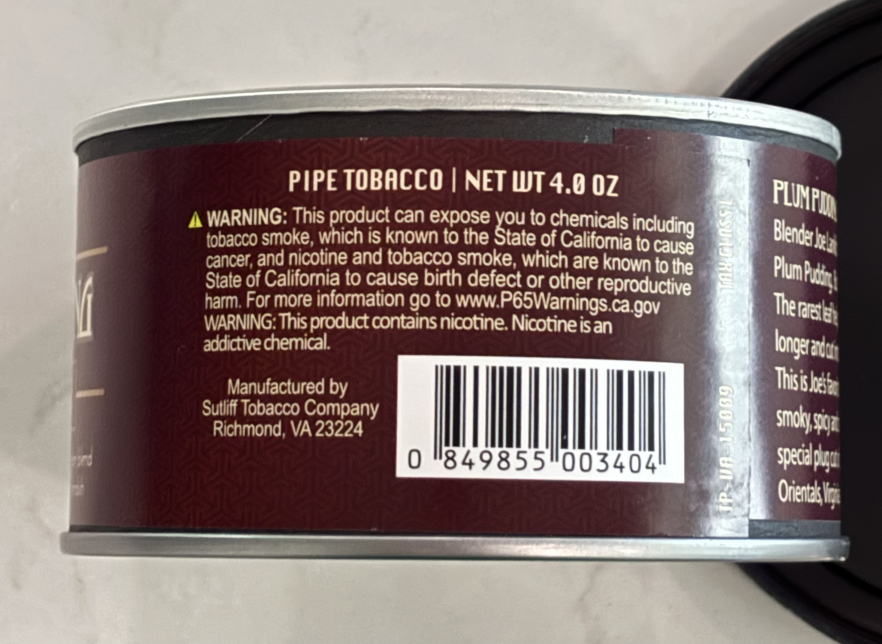 PIPE TOBACCO | NET WT 4.0 OZ
WARNING: This product can expose you to chemicals including
tobacco smoke, which is known to the State of California to cause
cancer, and nicotine and tobacco smoke, which are known to the
State of California to cause birth defect or other reproductive
harm. For more information go to www.P65Warnings.ca.gov
WARNING: This product contains nicotine. Nicotine is an
addictive chemical.
Manufactured by
Sutliff Tobacco Company
Richmond, VA 23224
0 849855 003404
TP-VA-15009
PLUM
Blender Joe
Plum Pudding,
The rarest leaf
longer and
This is Joe's
smoky, spicy
special plug
Orientals,